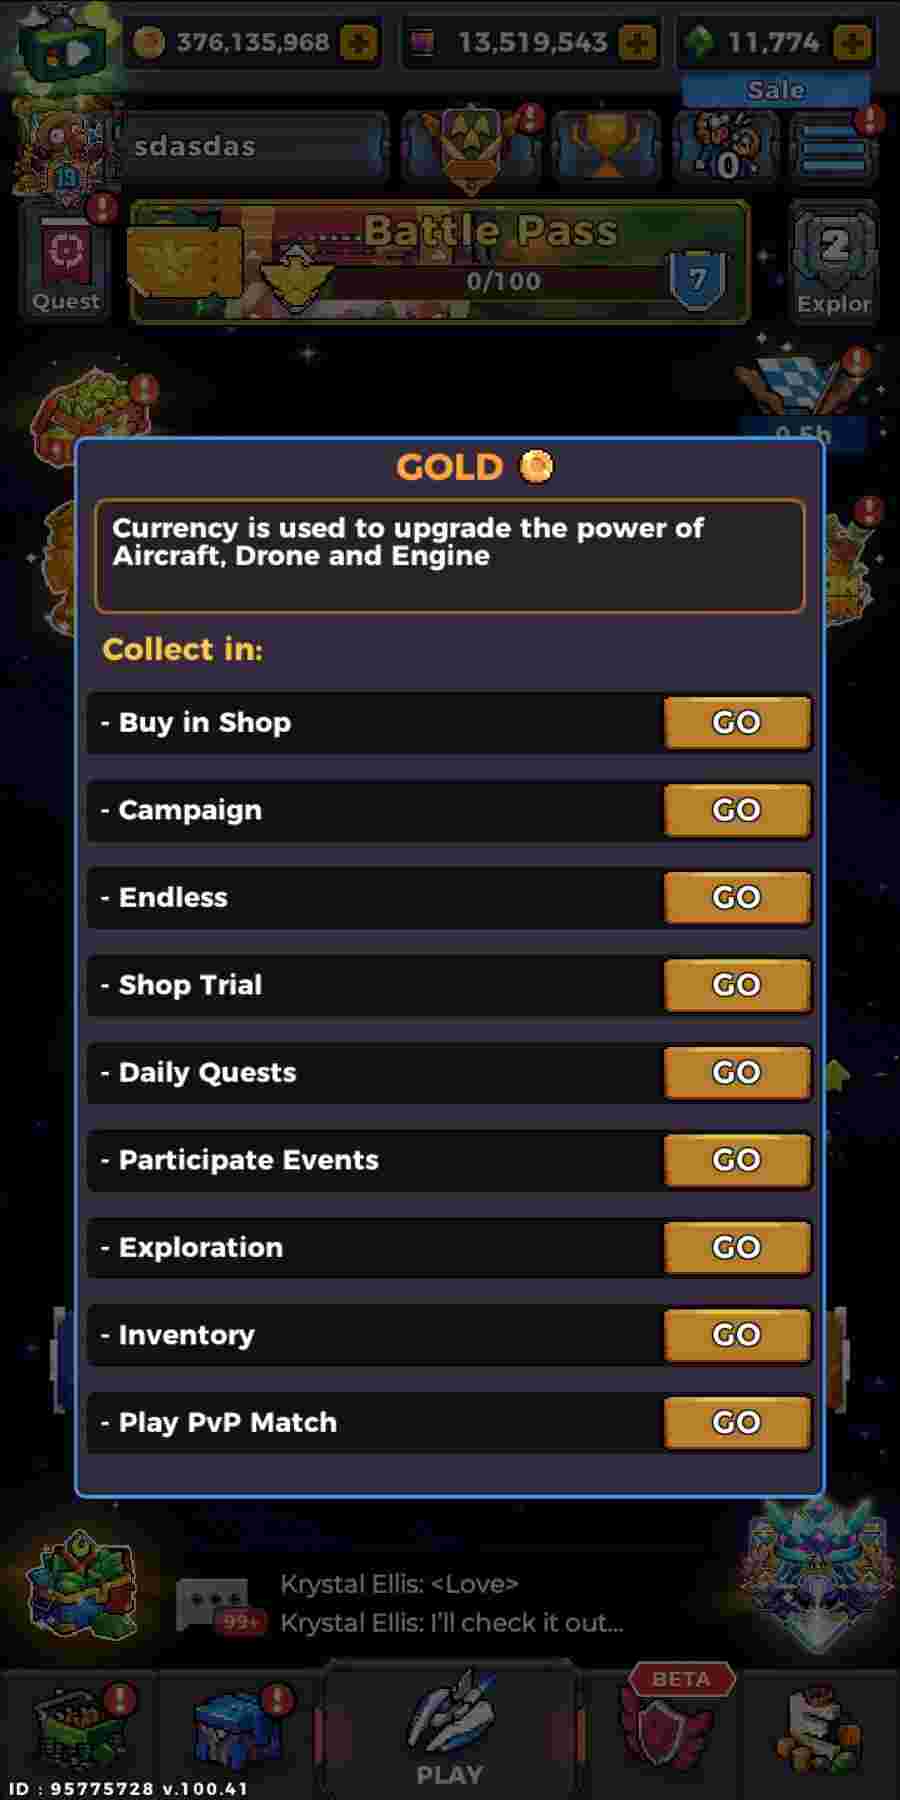 376,135,968
13,519,543
11,774
Sale
19
sdasdas
0
Quest
Battle Pass
0/100
7
2
Explor
GOLD
Currency is used to upgrade the power of
Aircraft, Drone and Engine
Collect in:
- Buy in Shop GO
- Campaign GO
- Endless GO
- Shop Trial GO
- Daily Quests GO
- Participate Events GO
- Exploration GO
- Inventory GO
- Play PvP Match GO
Krystal Ellis: <Love>
99+
Krystal Ellis: I'll check it out...
BETA
PLAY
ID : 95775728 v.100.41